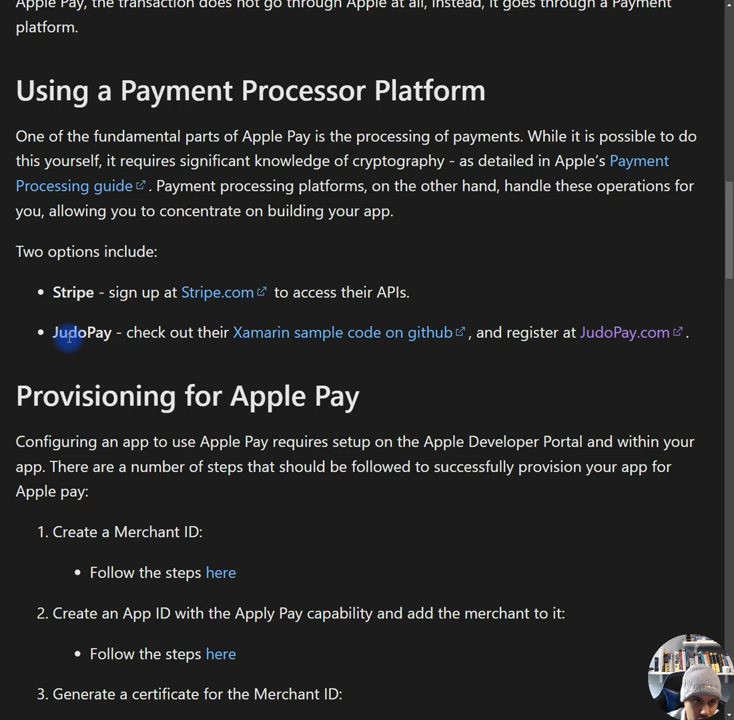 Apple Pay, the transaction does not go through Apple at all, instead, it goes through a Payment
platform.
Using a Payment Processor Platform
One of the fundamental parts of Apple Pay is the processing of payments. While it is possible to do
this yourself, it requires significant knowledge of cryptography - as detailed in Apple’s Payment
Processing guide. Payment processing platforms, on the other hand, handle these operations for
you, allowing you to concentrate on building your app.
Two options include:
• Stripe - sign up at Stripe.com to access their APIs.
• JudoPay - check out their Xamarin sample code on github, and register at JudoPay.com.
Provisioning for Apple Pay
Configuring an app to use Apple Pay requires setup on the Apple Developer Portal and within your
app. There are a number of steps that should be followed to successfully provision your app for
Apple pay:
1. Create a Merchant ID:
• Follow the steps here
2. Create an App ID with the Apply Pay capability and add the merchant to it:
• Follow the steps here
3. Generate a certificate for the Merchant ID: